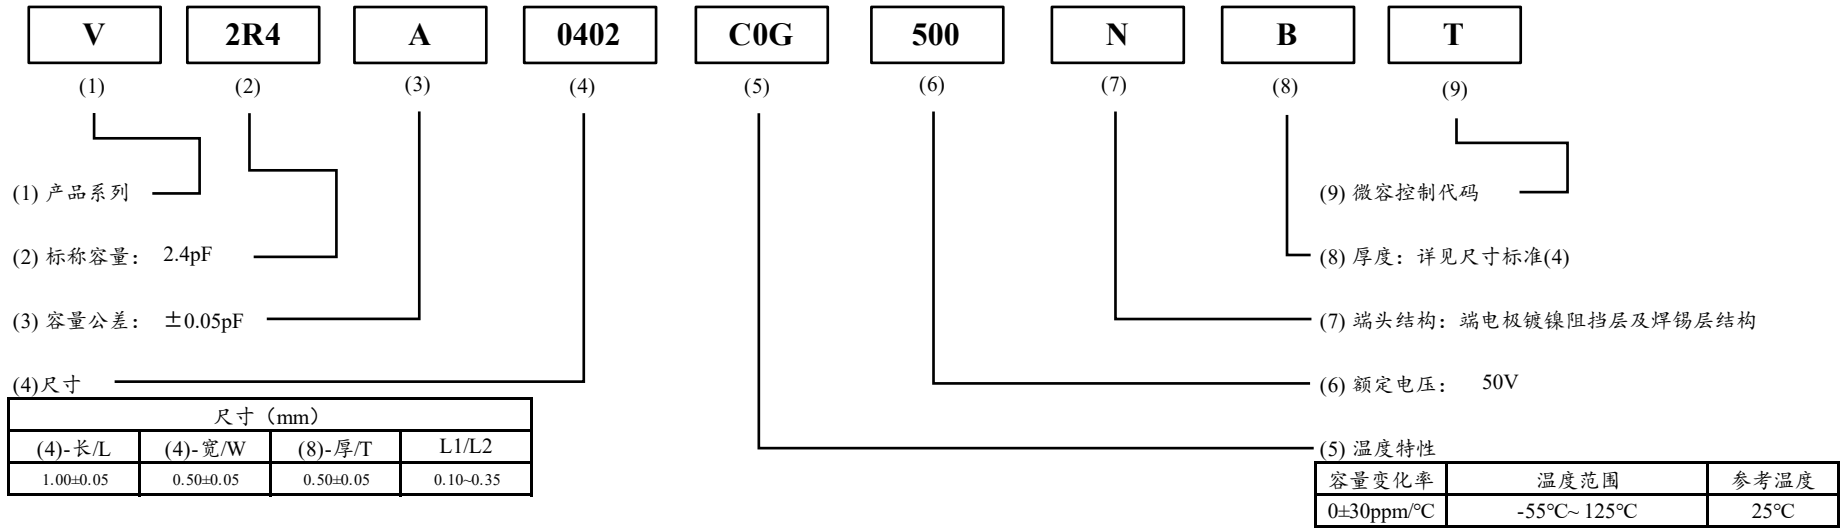 V 2R4 A 0402 C0G 500 N B T
(1) (2) (3) (4) (5) (6) (7) (8) (9)
(1) 产品系列
(9) 微容控制代码
(2) 标称容量： 2.4pF
(8) 厚度：详见尺寸标准(4)
(3) 容量公差： ±0.05pF
(7) 端头结构：端电极镀镍阻挡层及焊锡层结构
(4)尺寸
(6) 额定电压： 50V
尺寸（mm）
(4)-长/L (4)-宽/W (8)-厚/T L1/L2
1.00±0.05 0.50±0.05 0.50±0.05 0.10~0.35
(5) 温度特性
容量变化率 温度范围 参考温度
0±30ppm/°C -55°C~ 125°C 25°C